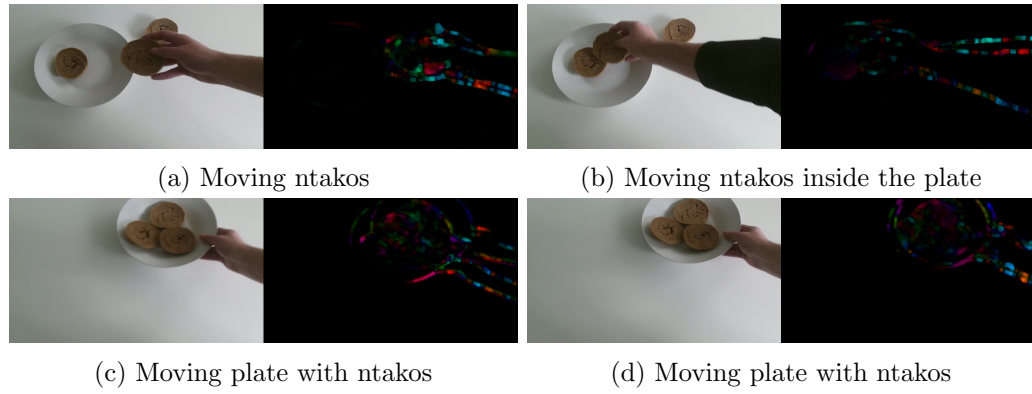 (a) Moving ntakos
(b) Moving ntakos inside the plate
(c) Moving plate with ntakos
(d) Moving plate with ntakos